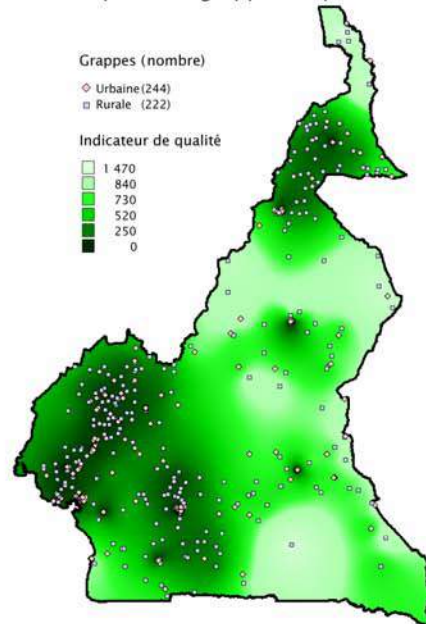 Grappes (nombre)
Urbaine (244)
Rurale (222)
Indicateur de qualité
1 470
840
730
520
250
0